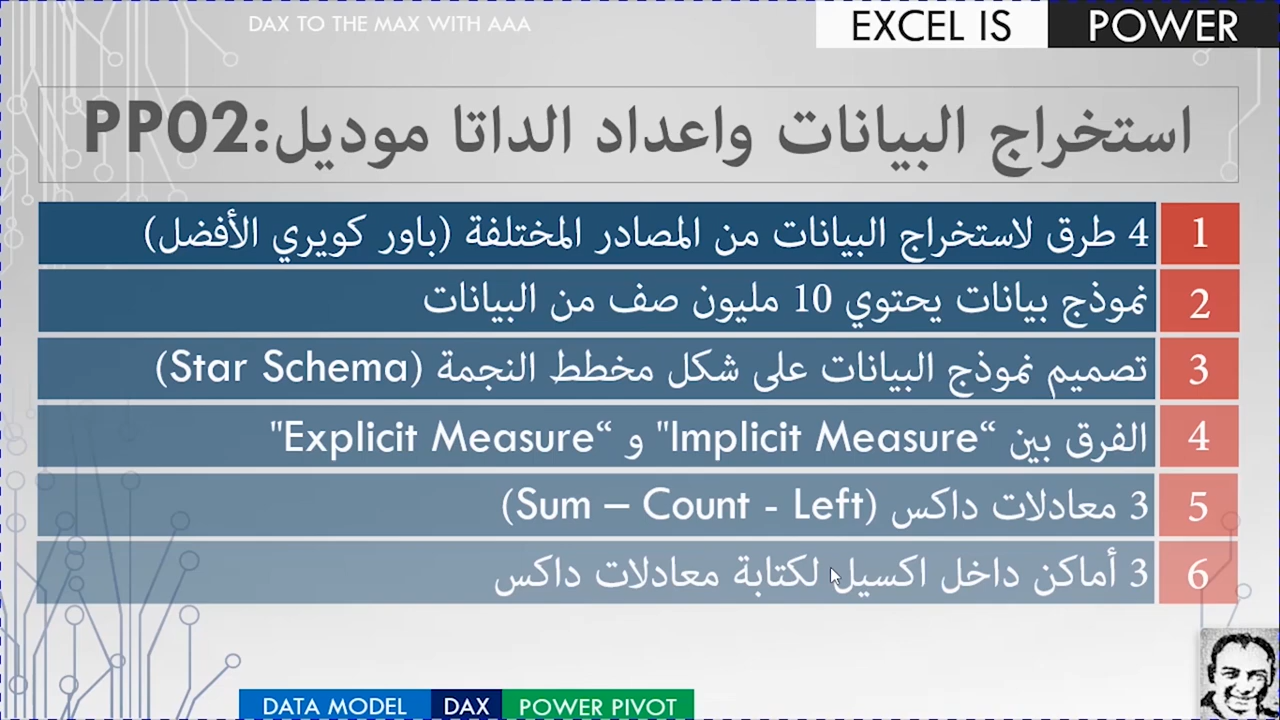 DAX TO THE MAX WITH AAA
EXCEL IS POWER
PP02:استخراج البيانات واعداد الداتا موديل
1 4 طرق لاستخراج البيانات من المصادر المختلفة (باور كويري الأفضل)
2 نموذج بيانات يحتوي 10 مليون صف من البيانات
3 تصميم نموذج البيانات على شكل مخطط النجمة (Star Schema)
4 الفرق بين “Implicit Measure" و “Explicit Measure"
5 3 معادلات داكس (Sum – Count - Left)
6 3 أماكن داخل اكسيل لكتابة معادلات داكس
DATA MODEL DAX POWER PIVOT